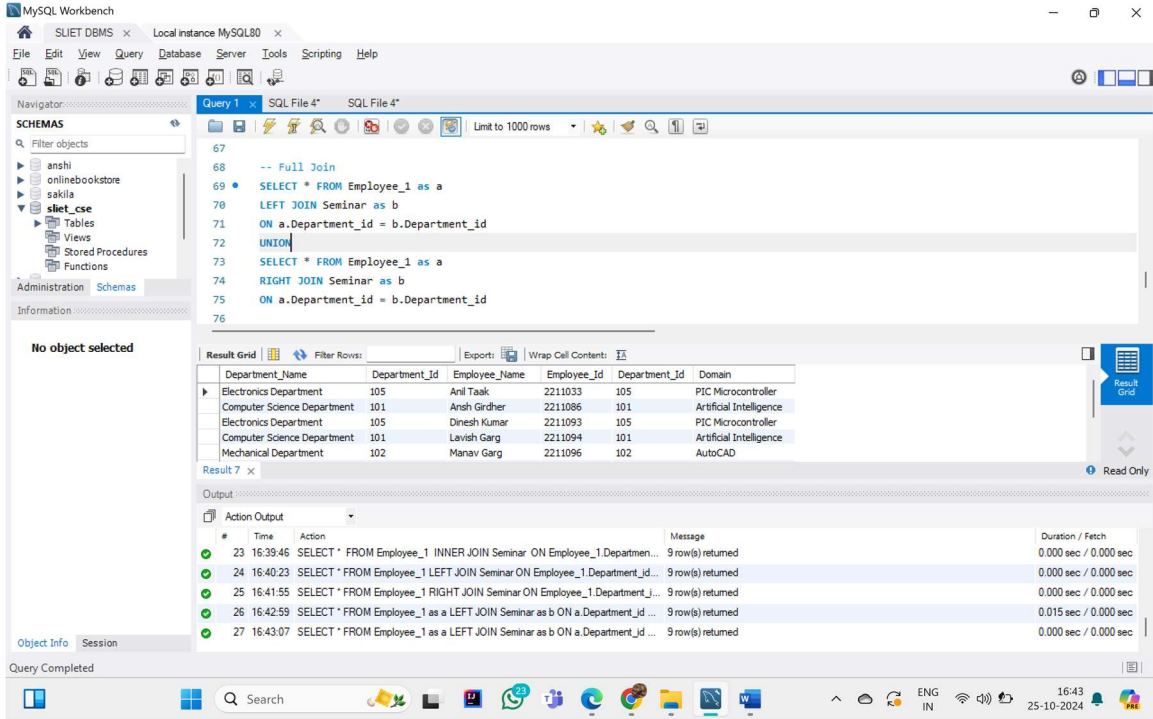 MySQL Workbench
SLIET DBMS × Local instance MySQL80 ×
File Edit View Query Database Server Tools Scripting Help
Navigator
SCHEMAS
Filter objects
anshi
onlinebookstore
sakila
sliet_cse
Tables
Views
Stored Procedures
Functions
Administration Schemas
Information
No object selected
Object Info Session
Query 1 × SQL File 4* SQL File 4*
Limit to 1000 rows
67
68 -- Full Join
69 SELECT * FROM Employee_1 as a
70 LEFT JOIN Seminar as b
71 ON a.Department_id = b.Department_id
72 UNION
73 SELECT * FROM Employee_1 as a
74 RIGHT JOIN Seminar as b
75 ON a.Department_id = b.Department_id
76
Result Grid Filter Rows: Export: Wrap Cell Content:
Department_Name Department_Id Employee_Name Employee_Id Department_Id Domain
Electronics Department 105 Anil Taak 2211033 105 PIC Microcontroller
Computer Science Department 101 Ansh Girdher 2211086 101 Artificial Intelligence
Electronics Department 105 Dinesh Kumar 2211093 105 PIC Microcontroller
Computer Science Department 101 Lavish Garg 2211094 101 Artificial Intelligence
Mechanical Department 102 Manav Garg 2211096 102 AutoCAD
Result Grid
Result 7 × Read Only
Output
Action Output
# Time Action Message Duration / Fetch
23 16:39:46 SELECT * FROM Employee_1 INNER JOIN Seminar ON Employee_1.Departmen... 9 row(s) returned 0.000 sec / 0.000 sec
24 16:40:23 SELECT * FROM Employee_1 LEFT JOIN Seminar ON Employee_1.Department_id... 9 row(s) returned 0.000 sec / 0.000 sec
25 16:41:55 SELECT * FROM Employee_1 RIGHT JOIN Seminar ON Employee_1.Department_i... 9 row(s) returned 0.000 sec / 0.000 sec
26 16:42:59 SELECT * FROM Employee_1 as a LEFT JOIN Seminar as b ON a.Department_id ... 9 row(s) returned 0.015 sec / 0.000 sec
27 16:43:07 SELECT * FROM Employee_1 as a LEFT JOIN Seminar as b ON a.Department_id ... 9 row(s) returned 0.000 sec / 0.000 sec
Query Completed
Search 23 ENG 16:43
IN 25-10-2024 PRE